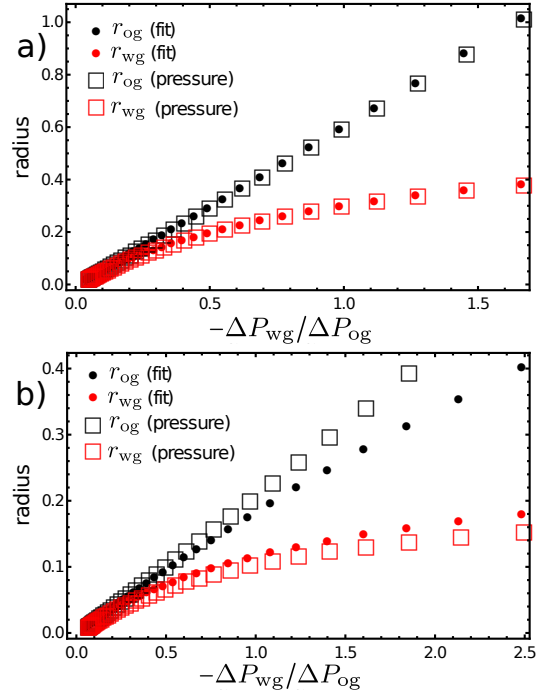 a)
r_og (fit)
r_wg (fit)
r_og (pressure)
r_wg (pressure)
radius
1.0
0.8
0.6
0.4
0.2
0.0
0.0 0.5 1.0 1.5
−ΔP_wg/ΔP_og
b)
r_og (fit)
r_wg (fit)
r_og (pressure)
r_wg (pressure)
radius
0.4
0.3
0.2
0.1
0.0
0.0 0.5 1.0 1.5 2.0 2.5
−ΔP_wg/ΔP_og